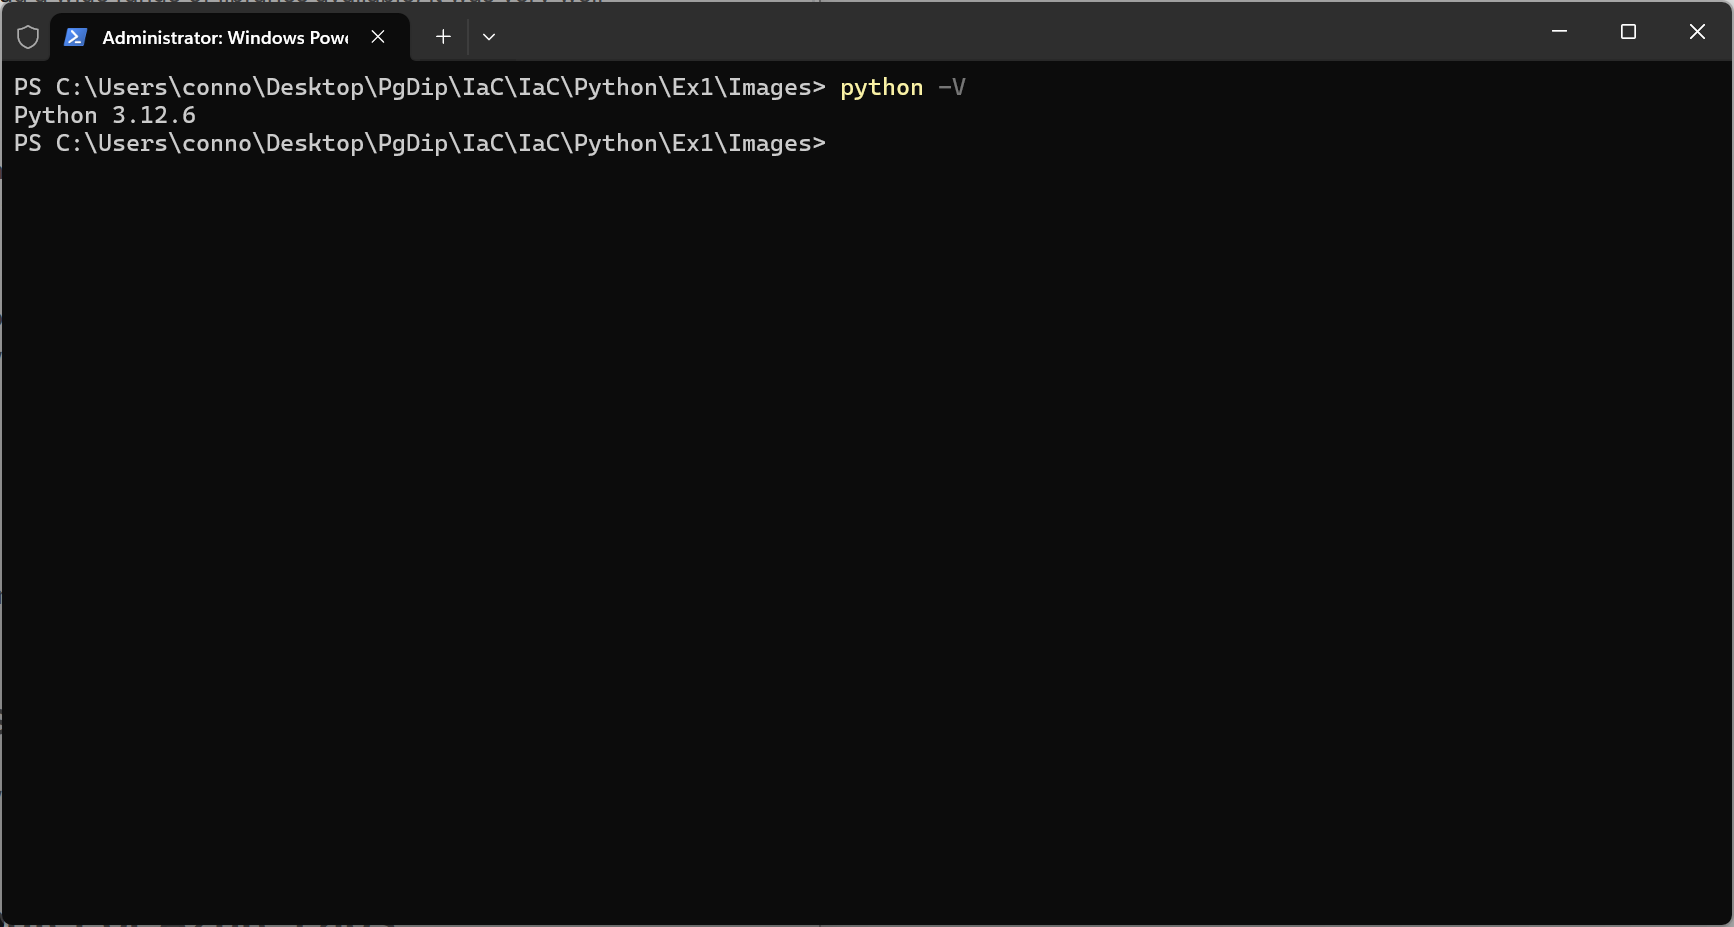 Administrator: Windows Powe
PS C:\Users\conno\Desktop\PgDip\IaC\IaC\Python\Ex1\Images> python -V
Python 3.12.6
PS C:\Users\conno\Desktop\PgDip\IaC\IaC\Python\Ex1\Images>